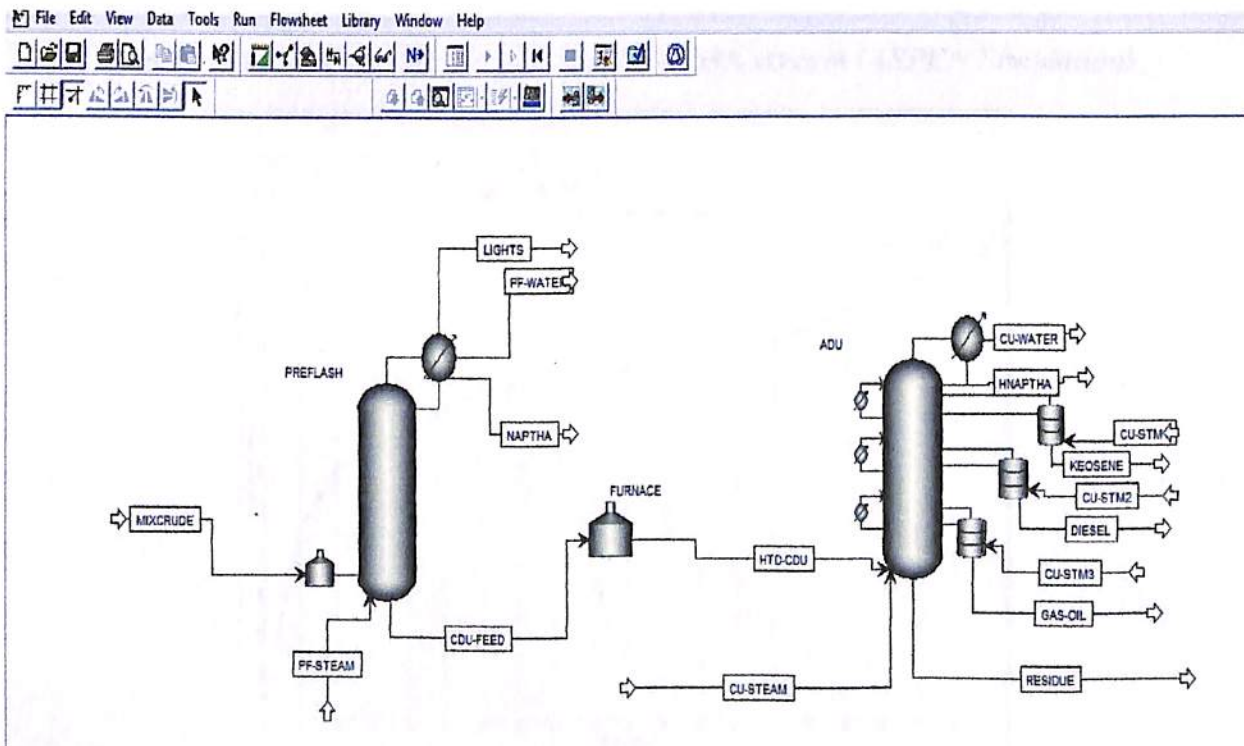 File Edit View Data Tools Run Flowsheet Library Window Help
N
LIGHTS
PF-WATER
PREFLASH
NAPTHA
MIXCRUDE
PF-STEAM
CDU-FEED
FURNACE
HTD-CDU
CU-STEAM
ADU
CU-WATER
HNAPTHA
CU-STM
KEOSENE
CU-STM2
DIESEL
CU-STM3
GAS-OIL
RESIDUE